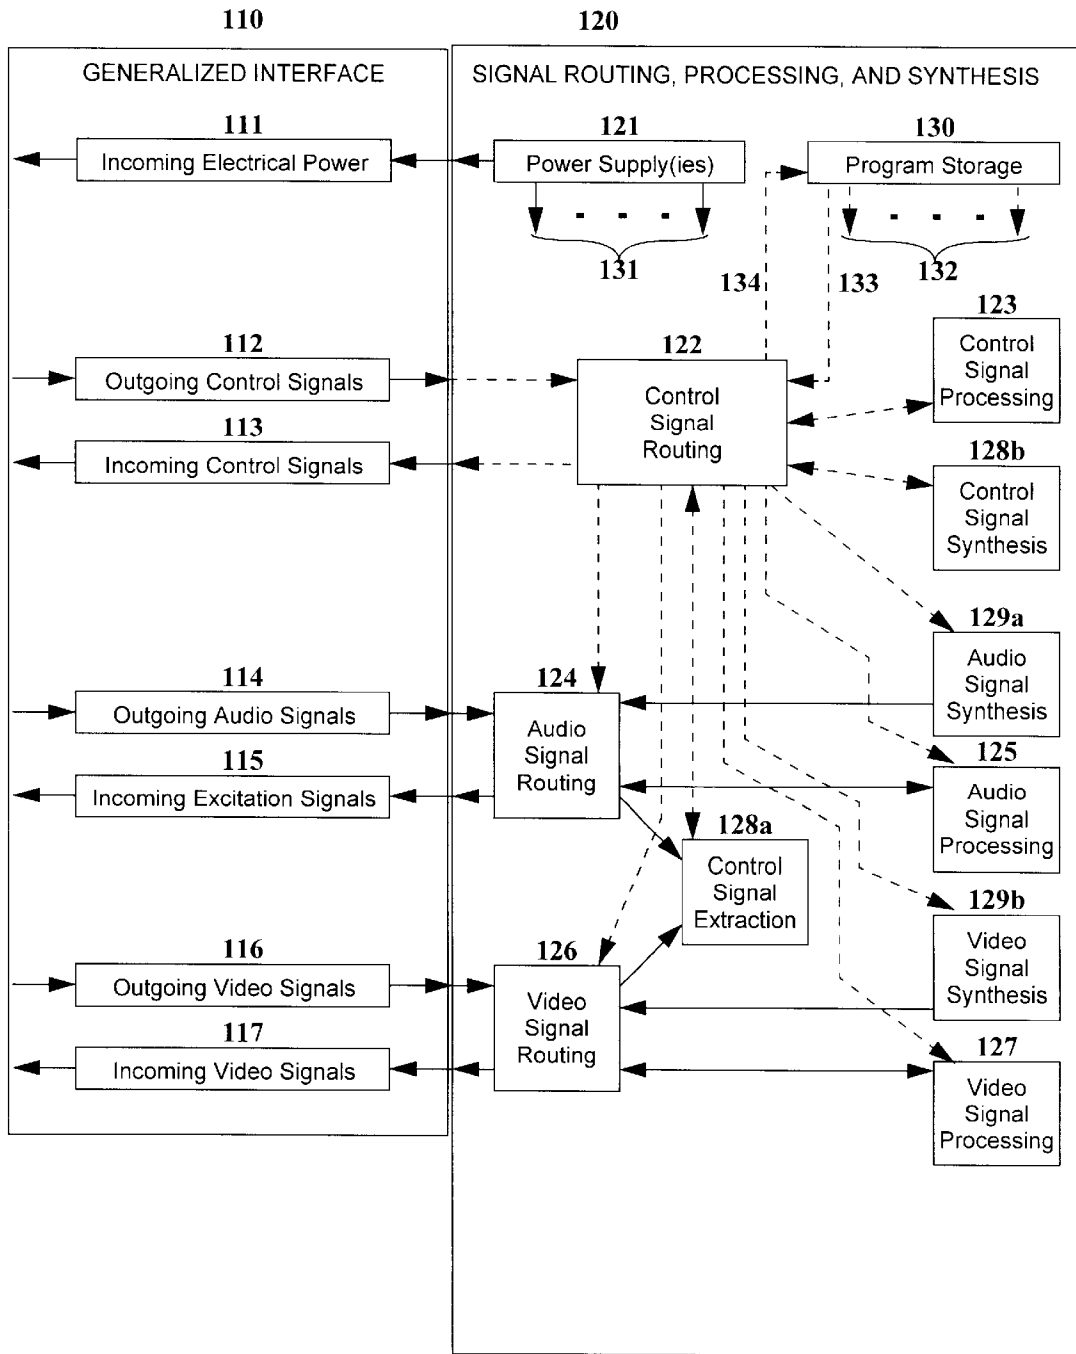 110
120
GENERALIZED INTERFACE
SIGNAL ROUTING, PROCESSING, AND SYNTHESIS
111
Incoming Electrical Power
121
Power Supply(ies)
130
Program Storage
131
132
134
133
112
Outgoing Control Signals
113
Incoming Control Signals
122
Control
Signal
Routing
123
Control
Signal
Processing
128b
Control
Signal
Synthesis
129a
Audio
Signal
Synthesis
114
Outgoing Audio Signals
115
Incoming Excitation Signals
124
Audio
Signal
Routing
125
Audio
Signal
Processing
128a
Control
Signal
Extraction
129b
Video
Signal
Synthesis
116
Outgoing Video Signals
117
Incoming Video Signals
126
Video
Signal
Routing
127
Video
Signal
Processing